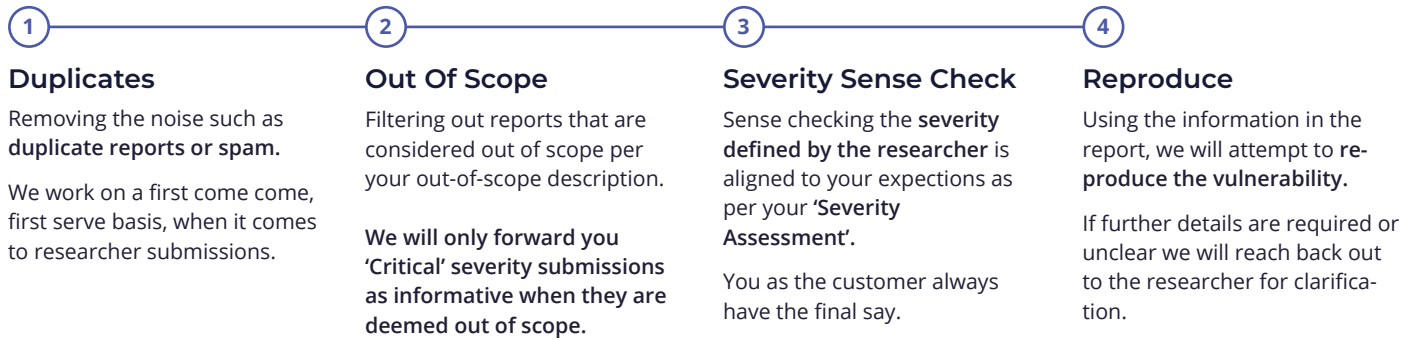 1
Duplicates
Removing the noise such as
duplicate reports or spam.
We work on a first come come,
first serve basis, when it comes
to researcher submissions.
2
Out Of Scope
Filtering out reports that are
considered out of scope per
your out-of-scope description.
We will only forward you
‘Critical’ severity submissions
as informative when they are
deemed out of scope.
3
Severity Sense Check
Sense checking the severity
defined by the researcher is
aligned to your expections as
per your ‘Severity
Assessment’.
You as the customer always
have the final say.
4
Reproduce
Using the information in the
report, we will attempt to re-
produce the vulnerability.
If further details are required or
unclear we will reach back out
to the researcher for clarifica-
tion.